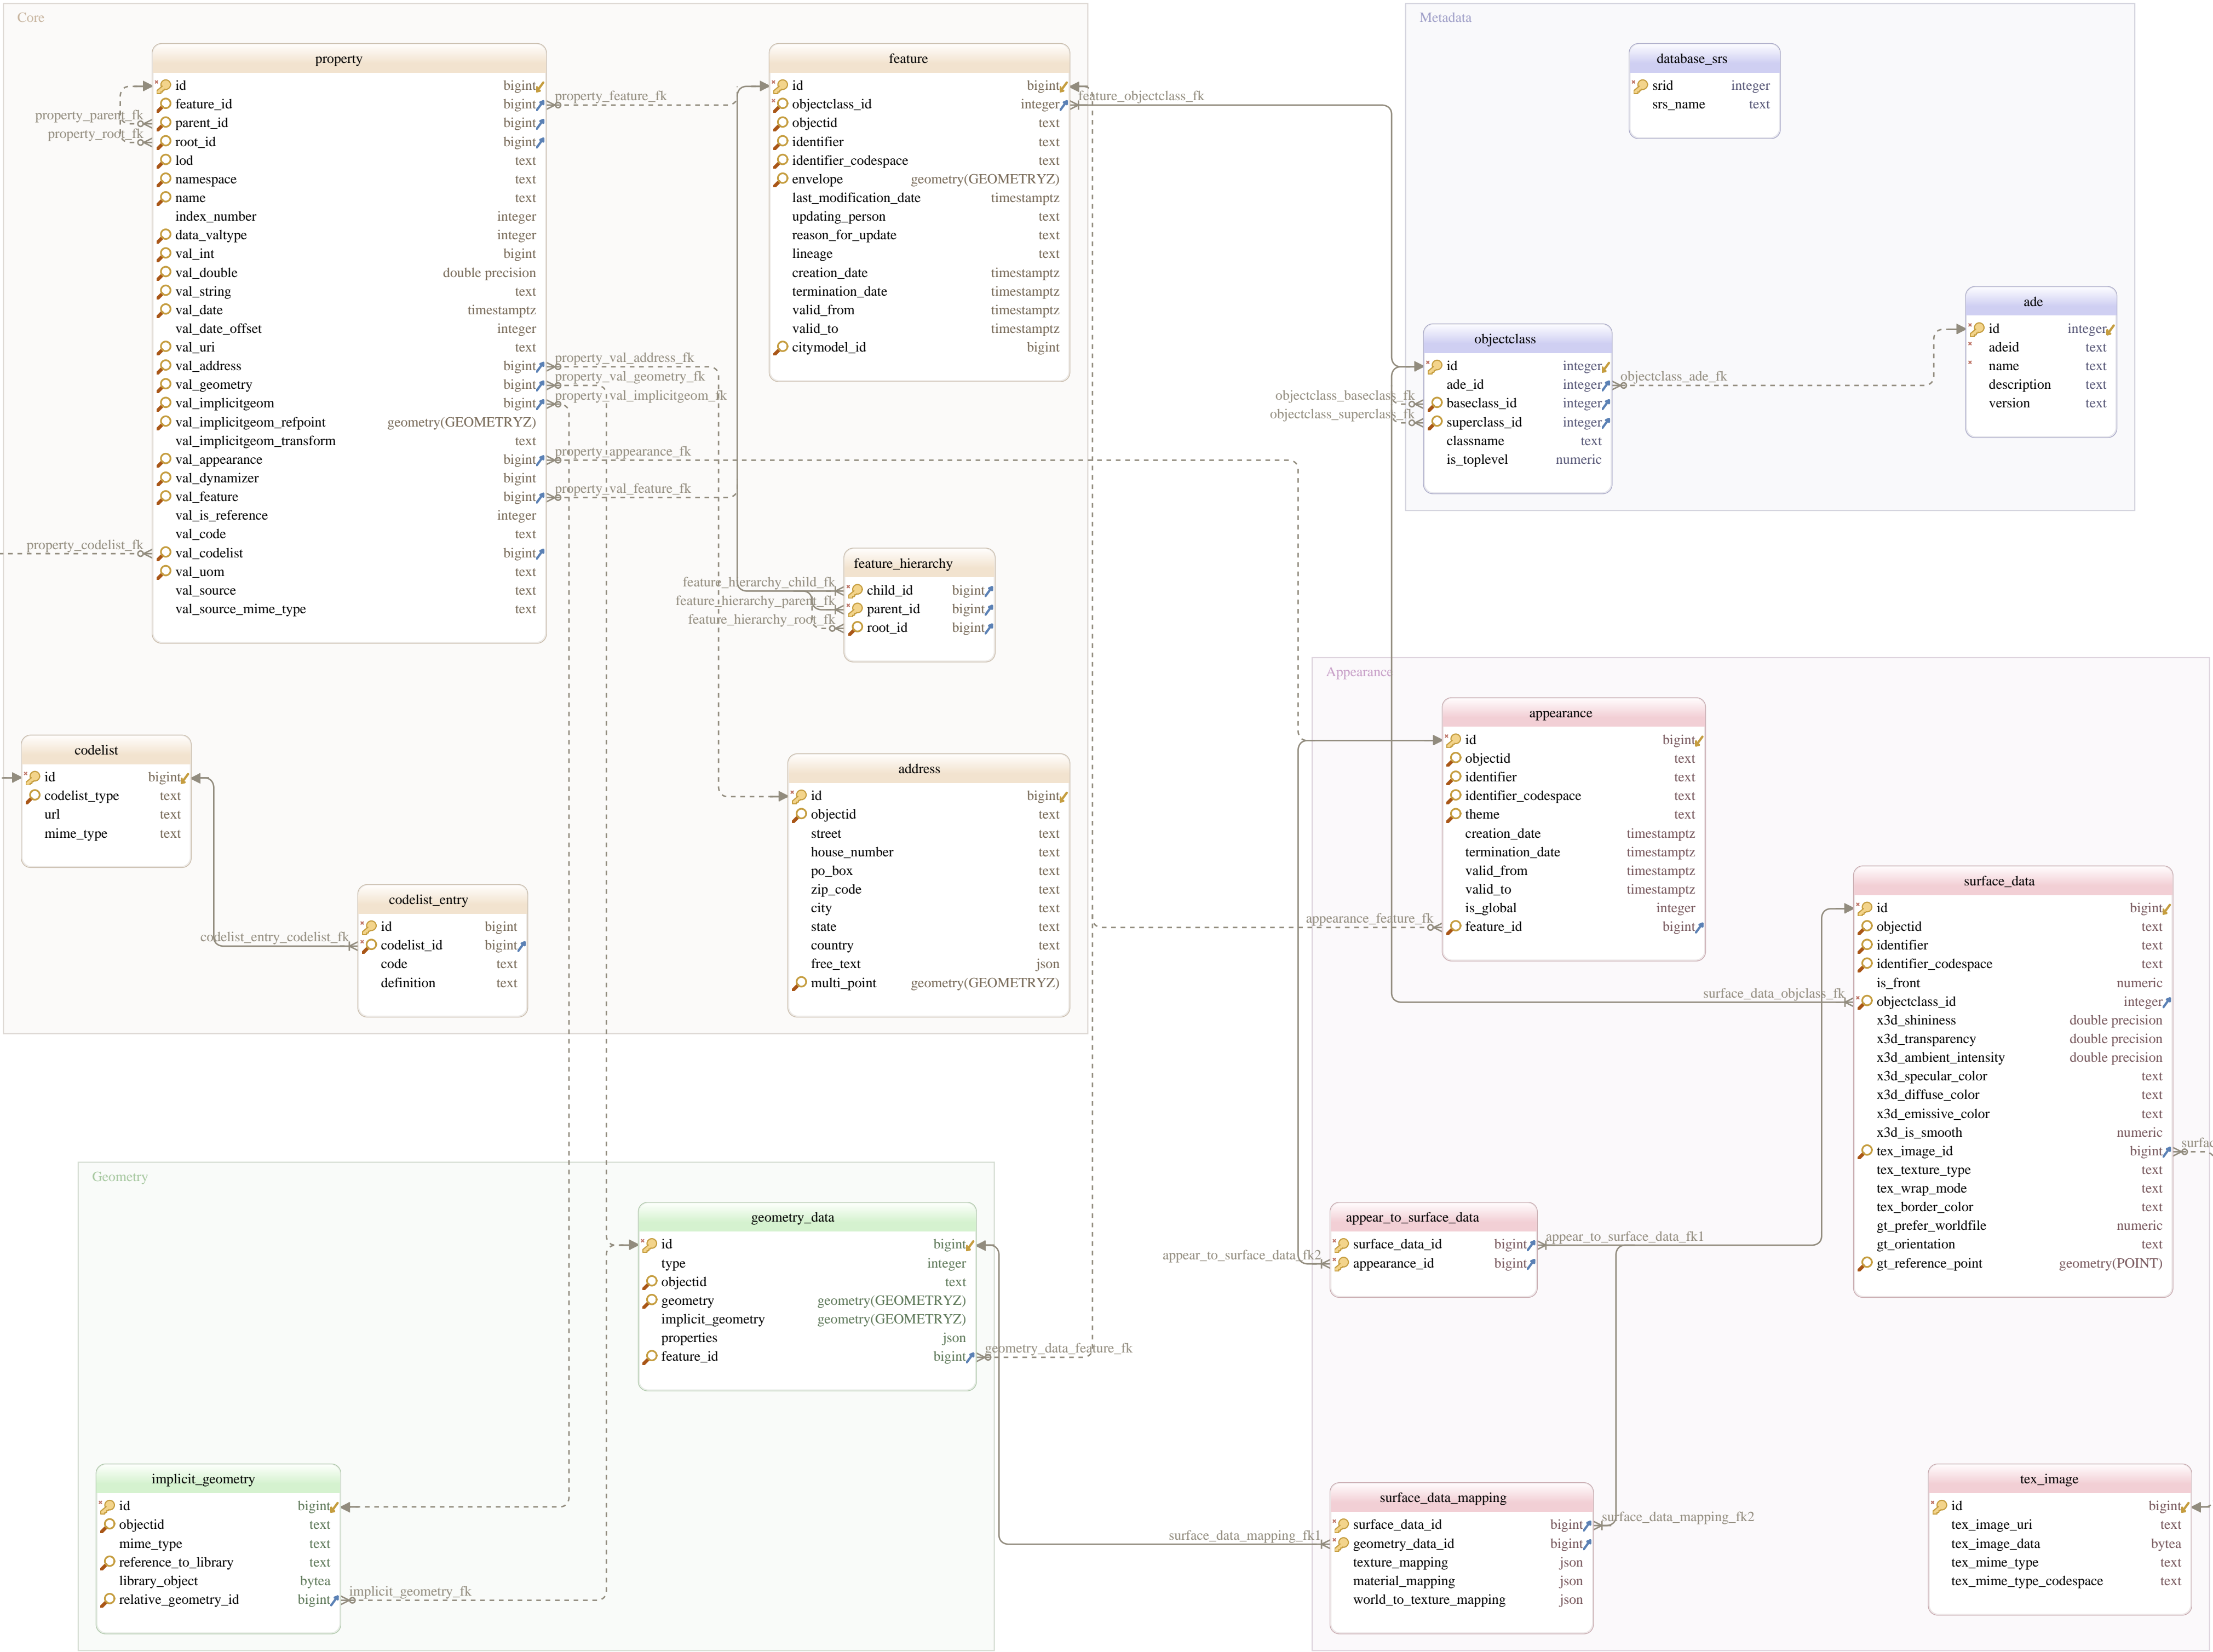 Core
property
id bigint
feature_id bigint
parent_id bigint
root_id bigint
lod text
namespace text
name text
index_number integer
data_valtype integer
val_int bigint
val_double double precision
val_string text
val_date timestamptz
val_date_offset integer
val_uri text
val_address bigint
val_geometry bigint
val_implicitgeom bigint
val_implicitgeom_refpoint geometry(GEOMETRYZ)
val_implicitgeom_transform text
val_appearance bigint
val_dynamizer bigint
val_feature bigint
val_is_reference integer
val_code text
val_codelist bigint
val_uom text
val_source text
val_source_mime_type text
property_parent_fk
property_root_fk
property_codelist_fk
property_feature_fk
property_val_address_fk
property_val_geometry_fk
property_val_implicitgeom_fk
property_appearance_fk
property_val_feature_fk
feature
id bigint
objectclass_id integer
objectid text
identifier text
identifier_codespace text
envelope geometry(GEOMETRYZ)
last_modification_date timestamptz
updating_person text
reason_for_update text
lineage text
creation_date timestamptz
termination_date timestamptz
valid_from timestamptz
valid_to timestamptz
citymodel_id bigint
feature_objectclass_fk
feature_hierarchy
child_id bigint
parent_id bigint
root_id bigint
feature_hierarchy_child_fk
feature_hierarchy_parent_fk
feature_hierarchy_root_fk
codelist
id bigint
codelist_type text
url text
mime_type text
codelist_entry
id bigint
codelist_id bigint
code text
definition text
codelist_entry_codelist_fk
address
id bigint
objectid text
street text
house_number text
po_box text
zip_code text
city text
state text
country text
free_text json
multi_point geometry(GEOMETRYZ)
Metadata
database_srs
srid integer
srs_name text
objectclass
id integer
ade_id integer
baseclass_id integer
superclass_id integer
classname text
is_toplevel numeric
objectclass_baseclass_fk
objectclass_superclass_fk
objectclass_ade_fk
ade
id integer
adeid text
name text
description text
version text
Appearance
appearance
id bigint
objectid text
identifier text
identifier_codespace text
theme text
creation_date timestamptz
termination_date timestamptz
valid_from timestamptz
valid_to timestamptz
is_global integer
feature_id bigint
appearance_feature_fk
surface_data
id bigint
objectid text
identifier text
identifier_codespace text
is_front numeric
objectclass_id integer
x3d_shininess double precision
x3d_transparency double precision
x3d_ambient_intensity double precision
x3d_specular_color text
x3d_diffuse_color text
x3d_emissive_color text
x3d_is_smooth numeric
tex_image_id bigint
tex_texture_type text
tex_wrap_mode text
tex_border_color text
gt_prefer_worldfile numeric
gt_orientation text
gt_reference_point geometry(POINT)
surface_data_objclass_fk
surfac
appear_to_surface_data
surface_data_id bigint
appearance_id bigint
appear_to_surface_data_fk1
appear_to_surface_data_fk2
surface_data_mapping
surface_data_id bigint
geometry_data_id bigint
texture_mapping json
material_mapping json
world_to_texture_mapping json
surface_data_mapping_fk1
surface_data_mapping_fk2
tex_image
id bigint
tex_image_uri text
tex_image_data bytea
tex_mime_type text
tex_mime_type_codespace text
Geometry
geometry_data
id bigint
type integer
objectid text
geometry geometry(GEOMETRYZ)
implicit_geometry geometry(GEOMETRYZ)
properties json
feature_id bigint
geometry_data_feature_fk
implicit_geometry
id bigint
objectid text
mime_type text
reference_to_library text
library_object bytea
relative_geometry_id bigint
implicit_geometry_fk